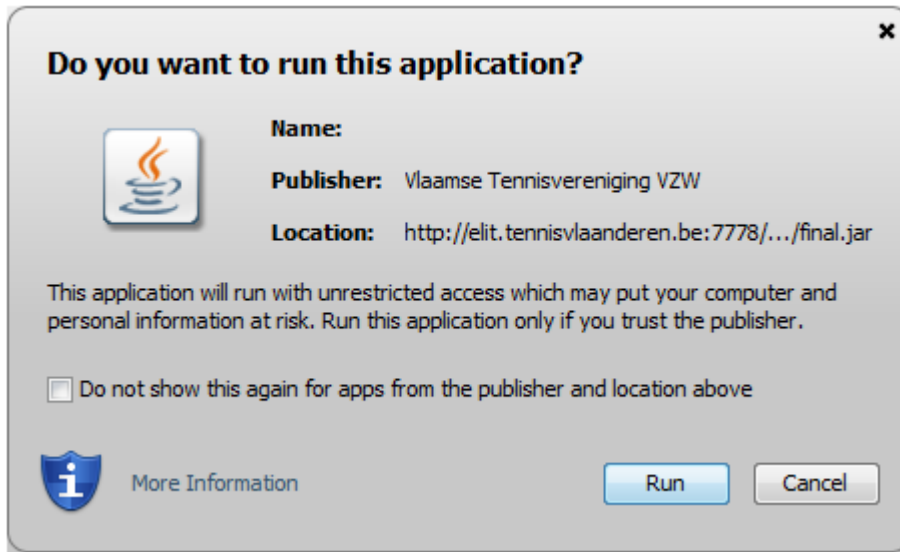 Do you want to run this application?
Name:
Publisher: Vlaamse Tennisvereniging VZW
Location: http://elit.tennisvlaanderen.be:7778/.../final.jar
This application will run with unrestricted access which may put your computer and
personal information at risk. Run this application only if you trust the publisher.
Do not show this again for apps from the publisher and location above
More Information
Run
Cancel